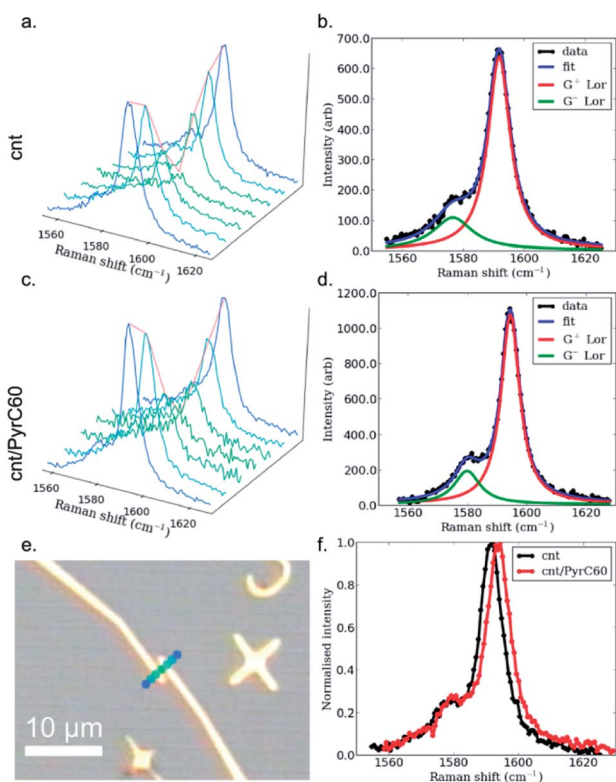 a.
cnt
1560
1580
1600
1620
Raman shift (cm⁻¹)
b.
700.0
600.0
500.0
400.0
300.0
200.0
100.0
Intensity (arb)
data
fit
G⁺ Lor
G⁻ Lor
1560 1580 1600 1620
Raman shift (cm⁻¹)
c.
cnt/PyrC60
1560
1580
1600
1620
Raman shift (cm⁻¹)
d.
1200.0
1000.0
800.0
600.0
400.0
200.0
0.0
Intensity (arb)
data
fit
G⁺ Lor
G⁻ Lor
1560 1580 1600 1620
Raman shift (cm⁻¹)
e.
10 µm
f.
1.0
0.8
0.6
0.4
0.2
0.0
Normalised intensity
cnt
cnt/PyrC60
1560 1580 1600 1620
Raman shift (cm⁻¹)